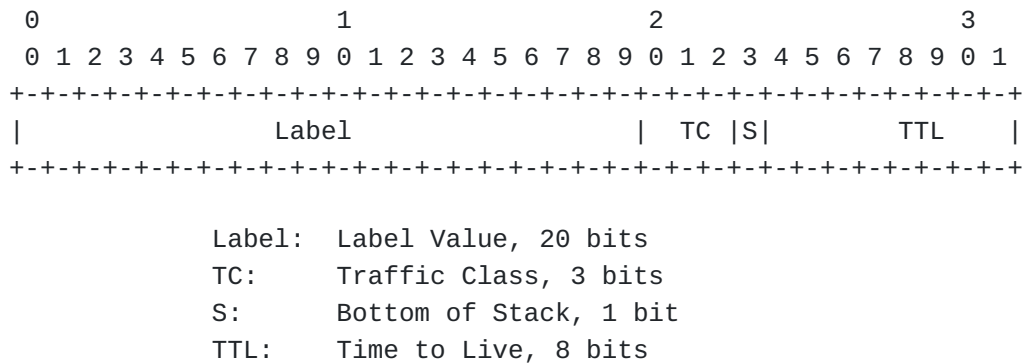 0                   1                   2                   3
0 1 2 3 4 5 6 7 8 9 0 1 2 3 4 5 6 7 8 9 0 1 2 3 4 5 6 7 8 9 0 1
+-+-+-+-+-+-+-+-+-+-+-+-+-+-+-+-+-+-+-+-+-+-+-+-+-+-+-+-+-+-+-+-+
|                Label                  |  TC |S|       TTL     |
+-+-+-+-+-+-+-+-+-+-+-+-+-+-+-+-+-+-+-+-+-+-+-+-+-+-+-+-+-+-+-+-+
Label:  Label Value, 20 bits
TC:     Traffic Class, 3 bits
S:      Bottom of Stack, 1 bit
TTL:    Time to Live, 8 bits